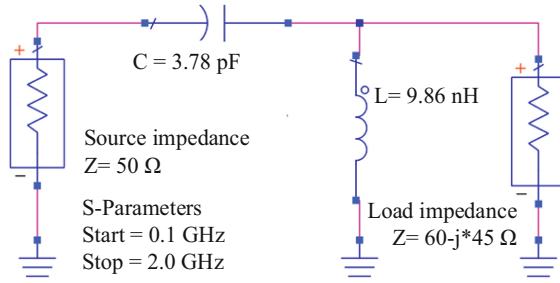 +
C = 3.78 pF
+
L= 9.86 nH
Source impedance
Z= 50 Ω
−
−
S-Parameters
Start = 0.1 GHz
Stop = 2.0 GHz
Load impedance
Z= 60-j*45 Ω